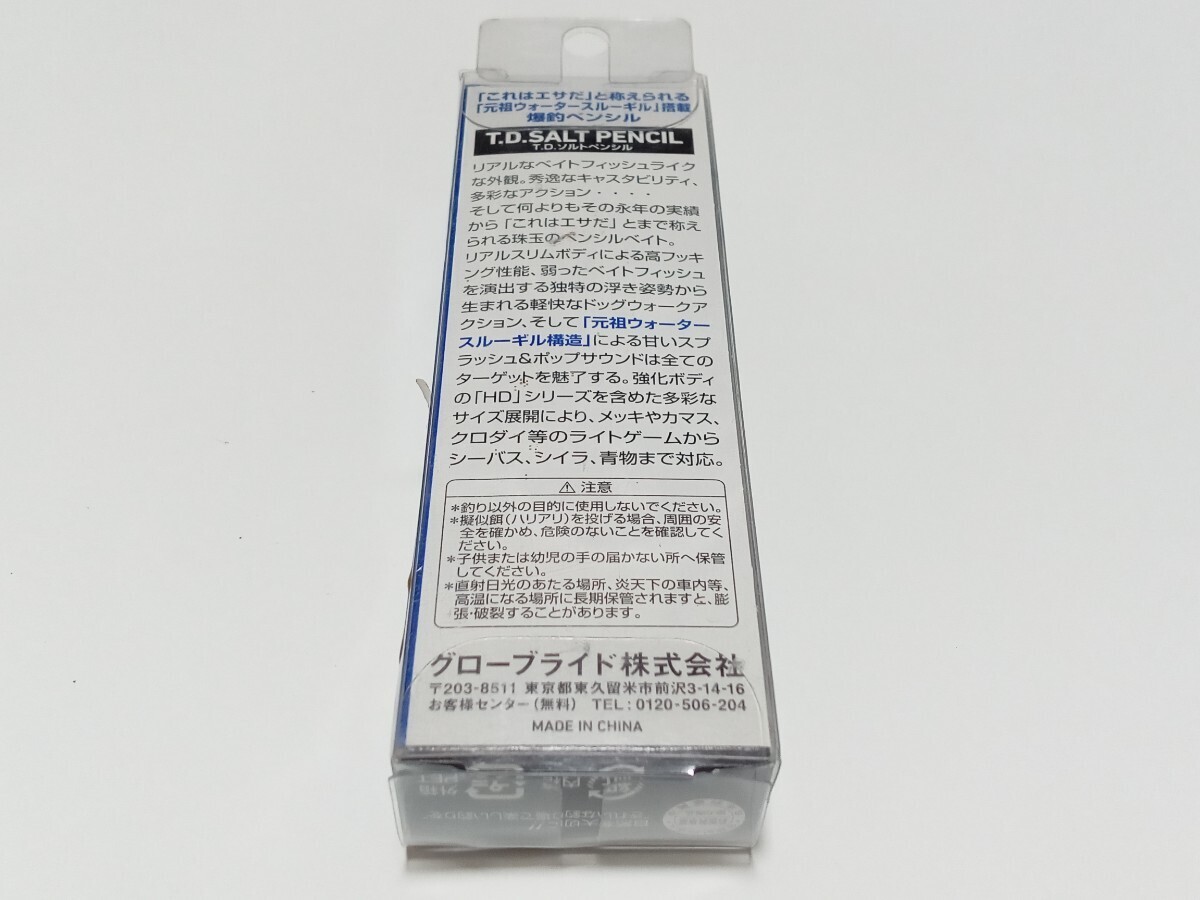 「これはエサだ」と称えられる
「元祖ウォータースルーギル」搭載
爆釣ペンシル
T.D.SALT PENCIL
T.D.ソルトペンシル
リアルなベイトフィッシュライク
な外観。秀逸なキャスタビリティ、
多彩なアクション・・・・
そして何よりもその永年の実績
から「これはエサだ」とまで称え
られる珠玉のペンシルベイト。
リアルスリムボディによる高フッキ
ング性能、弱ったベイトフィッシュ
を演出する独特の浮き姿勢から
生まれる軽快なドッグウォークア
クション、そして「元祖ウォーター
スルーギル構造」による甘いスプ
ラッシュ&ポップサウンドは全ての
ターゲットを魅了する。強化ボディ
の「HD」シリーズを含めた多彩な
サイズ展開により、メッキやカマス、
クロダイ等のライトゲームから
シーバス、シイラ、青物まで対応。
⚠ 注意
*釣り以外の目的に使用しないでください。
*擬似餌(ハリアリ)を投げる場合、周囲の安
全を確かめ、危険のないことを確認してく
ださい。
*子供または幼児の手の届かない所へ保管
してください。
*直射日光のあたる場所、炎天下の車内等、
高温になる場所に長期保管されますと、膨
張・破裂することがあります。
グローブライド株式会社
〒203-8511 東京都東久留米市前沢3-14-16
お客様センター(無料) TEL:0120-506-204
MADE IN CHINA
外箱
PET